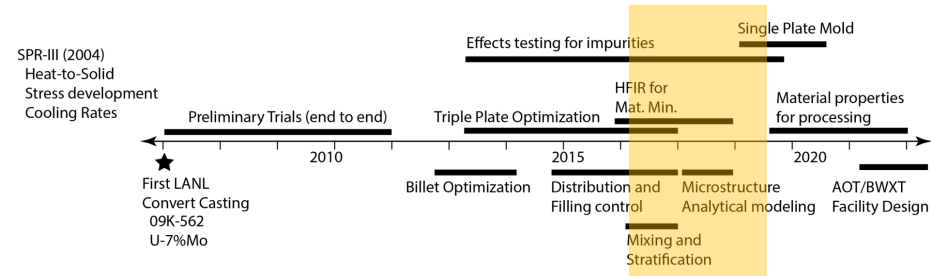 SPR-III (2004)
Heat-to-Solid
Stress development
Cooling Rates
Effects testing for impurities
Single Plate Mold
HFIR for
Mat. Min.
Preliminary Trials (end to end)
Triple Plate Optimization
Material properties
for processing
2010
2015
2020
First LANL
Convert Casting
09K-562
U-7%Mo
Billet Optimization
Distribution and
Filling control
Microstructure
Analytical modeling
AOT/BWXT
Facility Design
Mixing and
Stratification